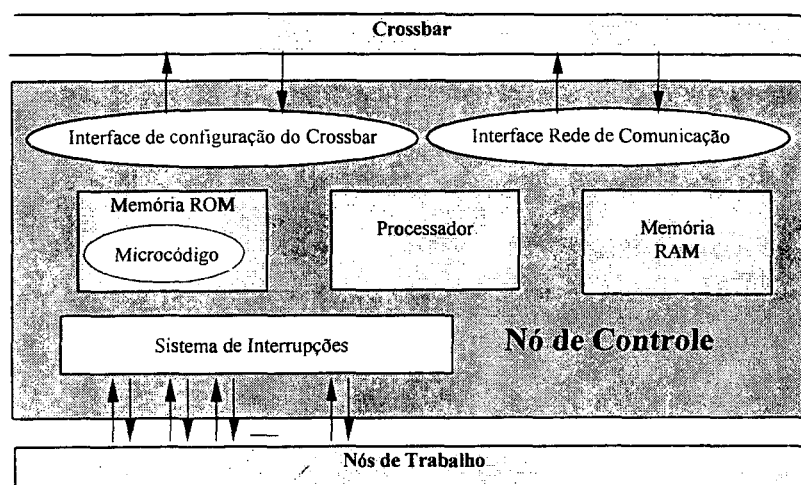 Crossbar
Interface de configuração do Crossbar
Interface Rede de Comunicação
Memória ROM
Microcódigo
Processador
Memória
RAM
Sistema de Interrupções
Nó de Controle
Nós de Trabalho